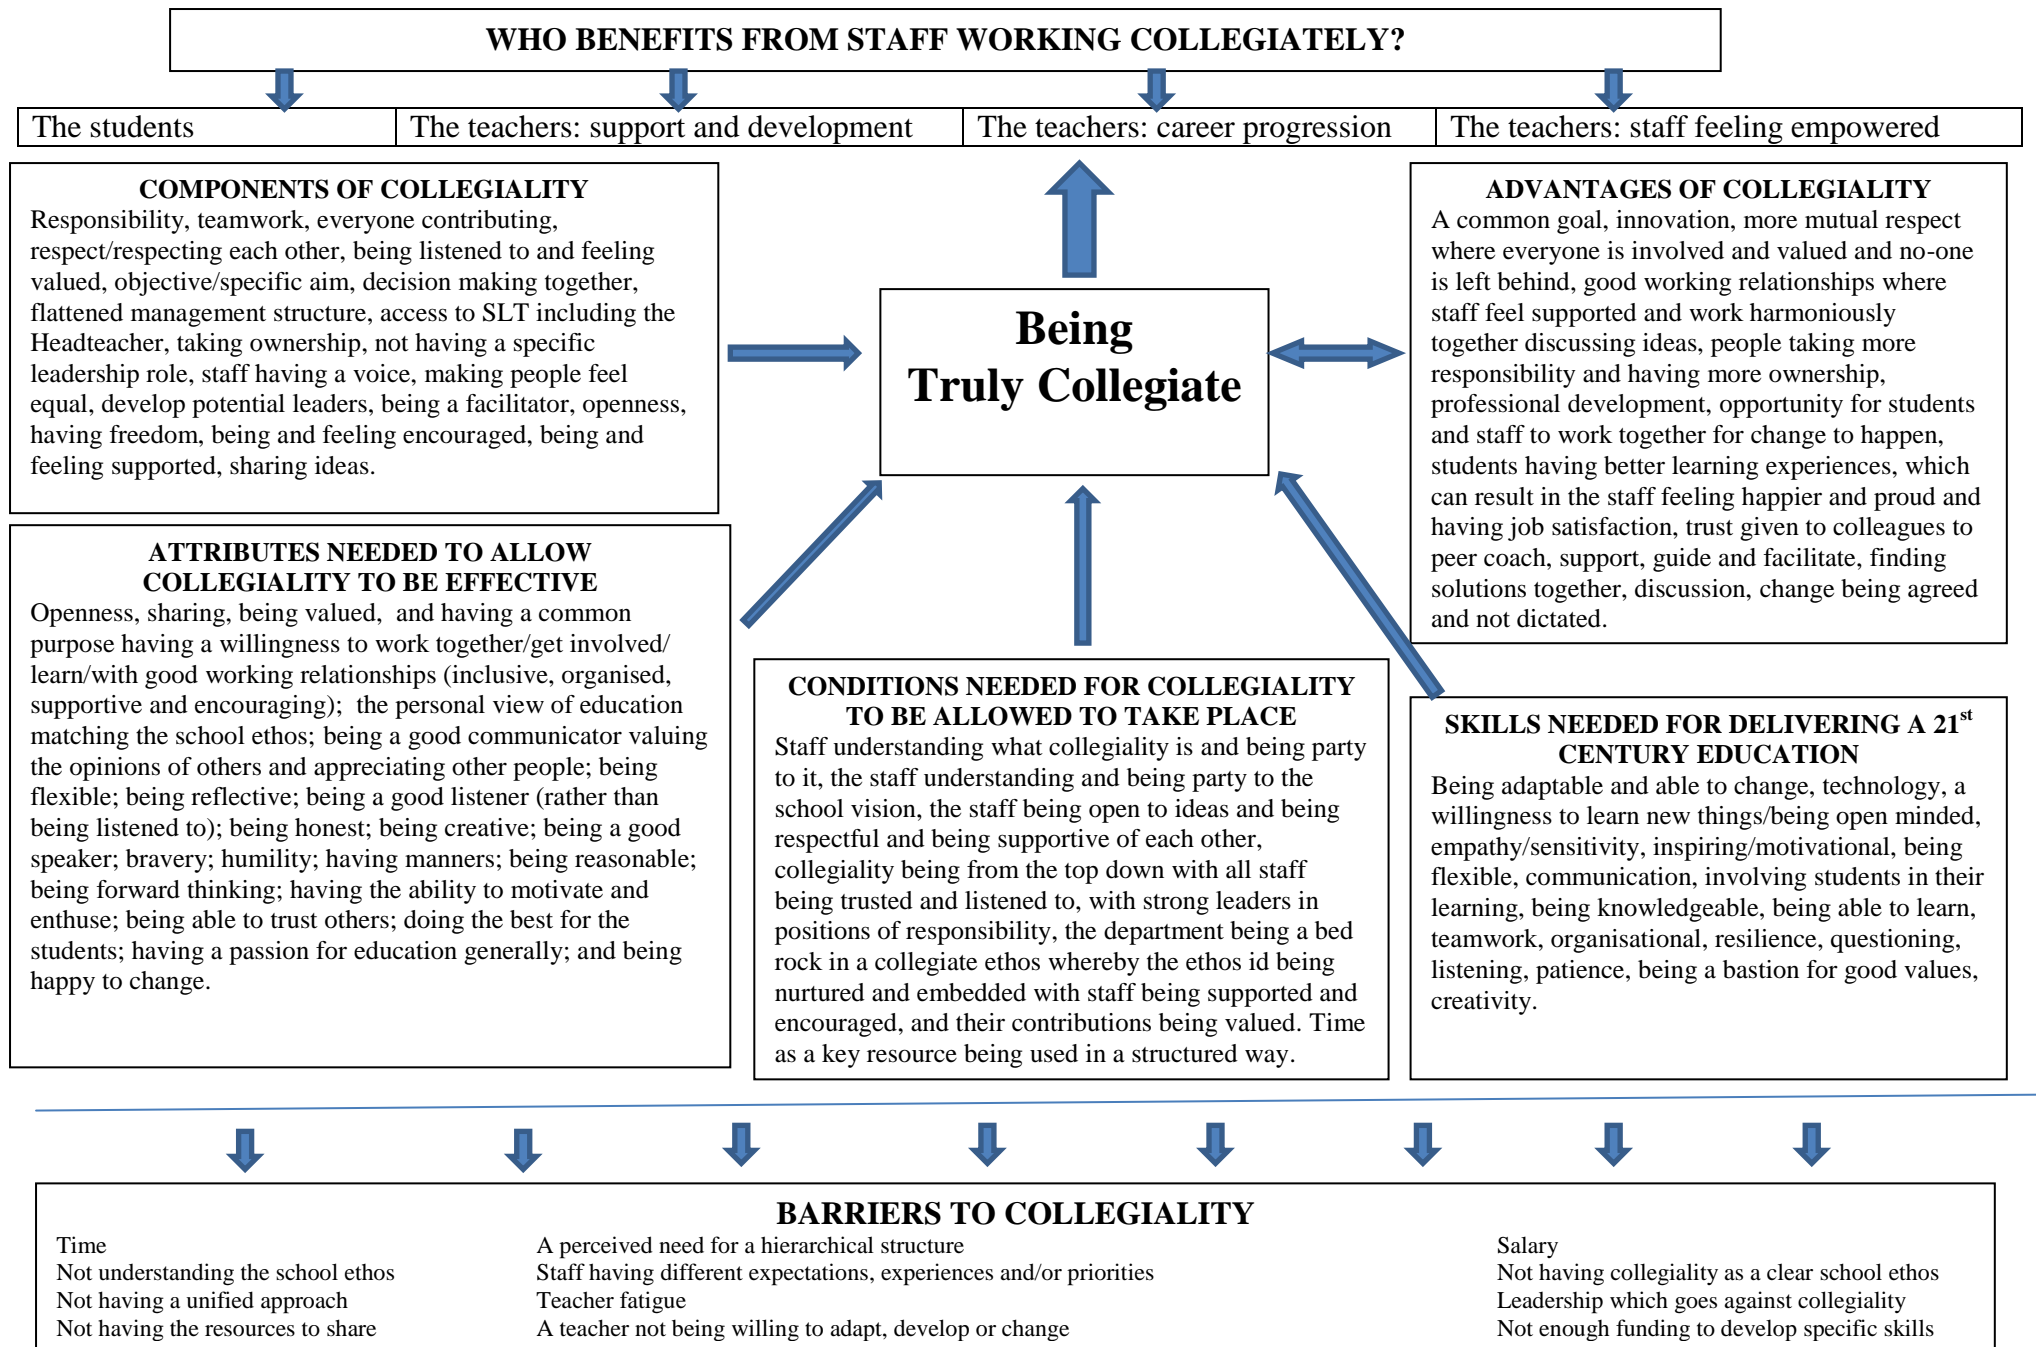 WHO BENEFITS FROM STAFF WORKING COLLEGIATELY?
The students
The teachers: support and development
The teachers: career progression
The teachers: staff feeling empowered
COMPONENTS OF COLLEGIALITY
Responsibility, teamwork, everyone contributing,
respect/respecting each other, being listened to and feeling
valued, objective/specific aim, decision making together,
flattened management structure, access to SLT including the
Headteacher, taking ownership, not having a specific
leadership role, staff having a voice, making people feel
equal, develop potential leaders, being a facilitator, openness,
having freedom, being and feeling encouraged, being and
feeling supported, sharing ideas.
Being
Truly Collegiate
ADVANTAGES OF COLLEGIALITY
A common goal, innovation, more mutual respect
where everyone is involved and valued and no-one
is left behind, good working relationships where
staff feel supported and work harmoniously
together discussing ideas, people taking more
responsibility and having more ownership,
professional development, opportunity for students
and staff to work together for change to happen,
students having better learning experiences, which
can result in the staff feeling happier and proud and
having job satisfaction, trust given to colleagues to
peer coach, support, guide and facilitate, finding
solutions together, discussion, change being agreed
and not dictated.
ATTRIBUTES NEEDED TO ALLOW
COLLEGIALITY TO BE EFFECTIVE
Openness, sharing, being valued,  and having a common
purpose having a willingness to work together/get involved/
learn/with good working relationships (inclusive, organised,
supportive and encouraging);  the personal view of education
matching the school ethos; being a good communicator valuing
the opinions of others and appreciating other people; being
flexible; being reflective; being a good listener (rather than
being listened to); being honest; being creative; being a good
speaker; bravery; humility; having manners; being reasonable;
being forward thinking; having the ability to motivate and
enthuse; being able to trust others; doing the best for the
students; having a passion for education generally; and being
happy to change.
CONDITIONS NEEDED FOR COLLEGIALITY
TO BE ALLOWED TO TAKE PLACE
Staff understanding what collegiality is and being party
to it, the staff understanding and being party to the
school vision, the staff being open to ideas and being
respectful and being supportive of each other,
collegiality being from the top down with all staff
being trusted and listened to, with strong leaders in
positions of responsibility, the department being a bed
rock in a collegiate ethos whereby the ethos id being
nurtured and embedded with staff being supported and
encouraged, and their contributions being valued. Time
as a key resource being used in a structured way.
SKILLS NEEDED FOR DELIVERING A 21st
CENTURY EDUCATION
Being adaptable and able to change, technology, a
willingness to learn new things/being open minded,
empathy/sensitivity, inspiring/motivational, being
flexible, communication, involving students in their
learning, being knowledgeable, being able to learn,
teamwork, organisational, resilience, questioning,
listening, patience, being a bastion for good values,
creativity.
BARRIERS TO COLLEGIALITY
Time
Not understanding the school ethos
Not having a unified approach
Not having the resources to share
A perceived need for a hierarchical structure
Staff having different expectations, experiences and/or priorities
Teacher fatigue
A teacher not being willing to adapt, develop or change
Salary
Not having collegiality as a clear school ethos
Leadership which goes against collegiality
Not enough funding to develop specific skills